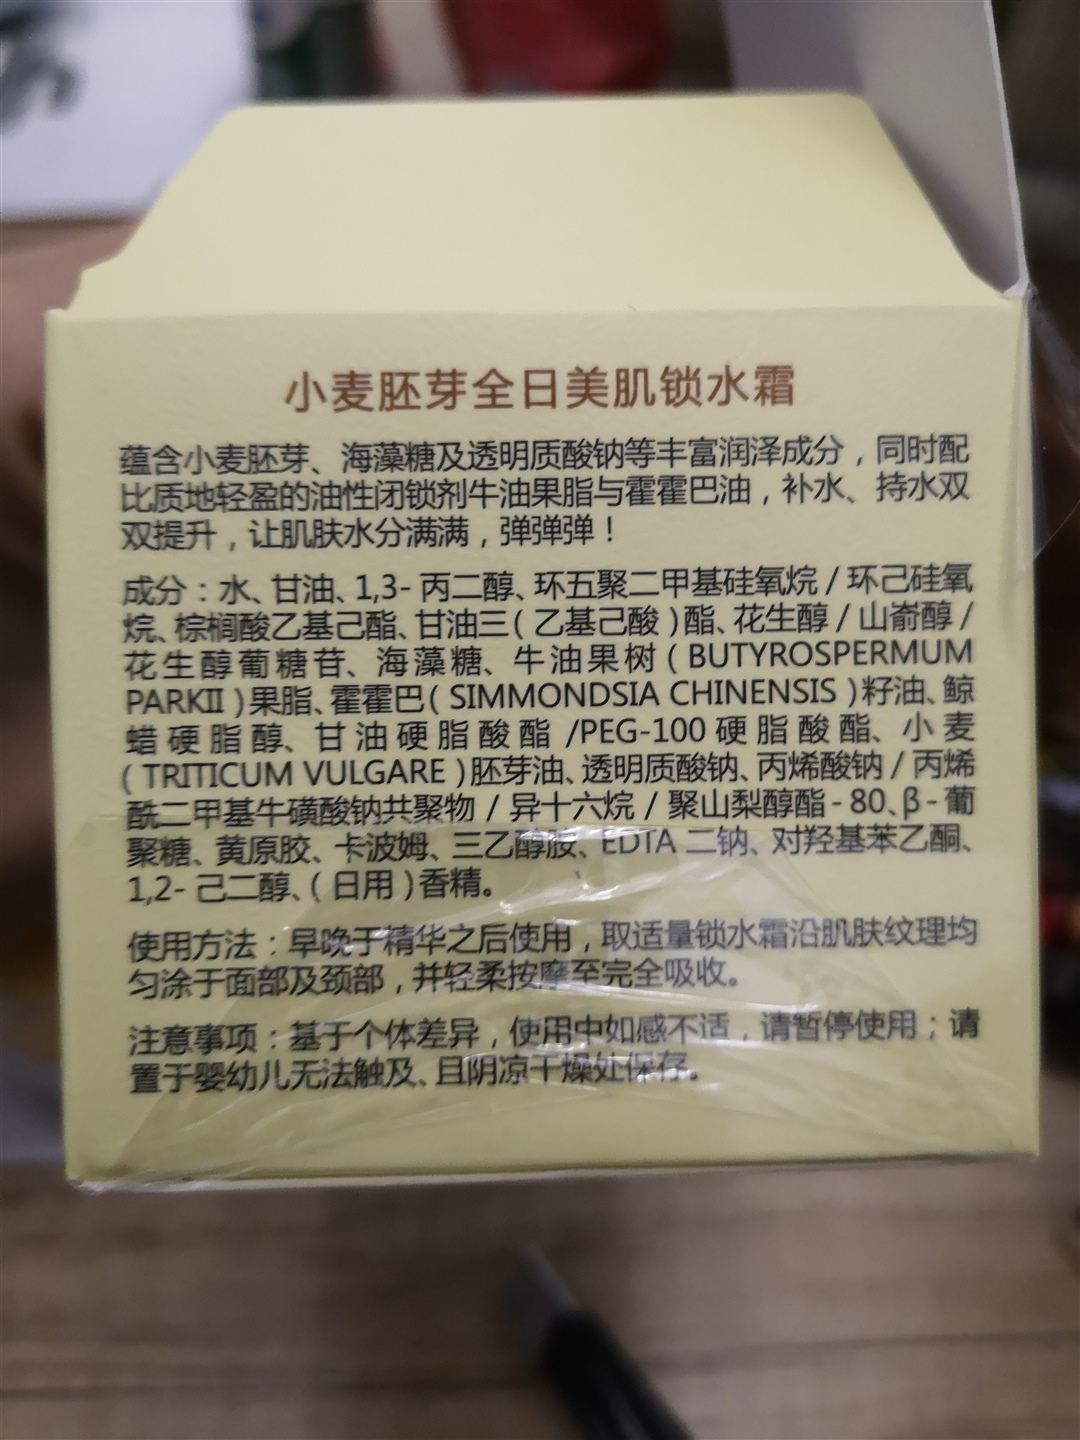 小麦胚芽全日美肌锁水霜
蕴含小麦胚芽、海藻糖及透明质酸钠等丰富润泽成分，同时配
比质地轻盈的油性闭锁剂牛油果脂与霍霍巴油，补水、持水双
双提升，让肌肤水分满满，弹弹弹！
成分：水、甘油、1,3-丙二醇、环五聚二甲基硅氧烷/环己硅氧
烷、棕榈酸乙基己酯、甘油三(乙基己酸)酯、花生醇/山嵛醇/
花生醇葡糖苷、海藻糖、牛油果树(BUTYROSPERMUM
PARKII)果脂、霍霍巴(SIMMONDSIA CHINENSIS)籽油、鲸
蜡硬脂醇、甘油硬脂酸酯/PEG-100硬脂酸酯、小麦
(TRITICUM VULGARE)胚芽油、透明质酸钠、丙烯酸钠/丙烯
酰二甲基牛磺酸钠共聚物/异十六烷/聚山梨醇酯-80、β-葡
聚糖、黄原胶、卡波姆、三乙醇胺、EDTA二钠、对羟基苯乙酮、
1,2-己二醇、(日用)香精。
使用方法：早晚于精华之后使用，取适量锁水霜沿肌肤纹理均
匀涂于面部及颈部，并轻柔按摩至完全吸收。
注意事项：基于个体差异，使用中如感不适，请暂停使用；请
置于婴幼儿无法触及、且阴凉干燥处保存。